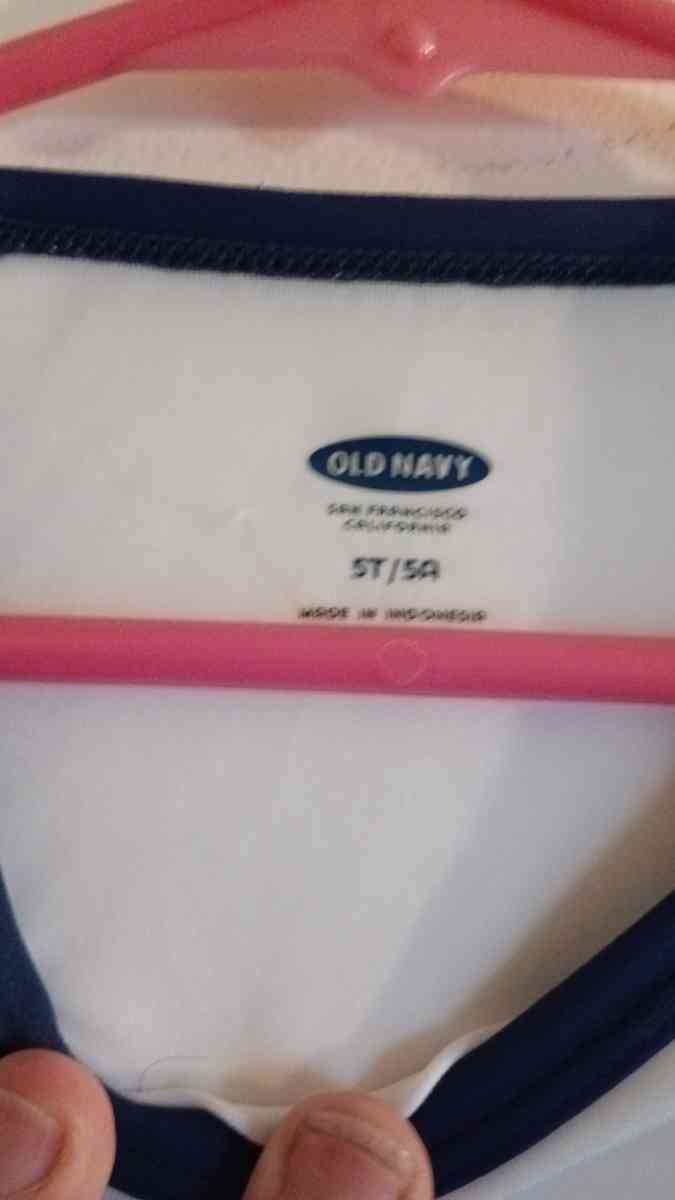 OLD NAVY
SAN FRANCISCO
CALIFORNIA
5T/5A
MADE IN INDONESIA